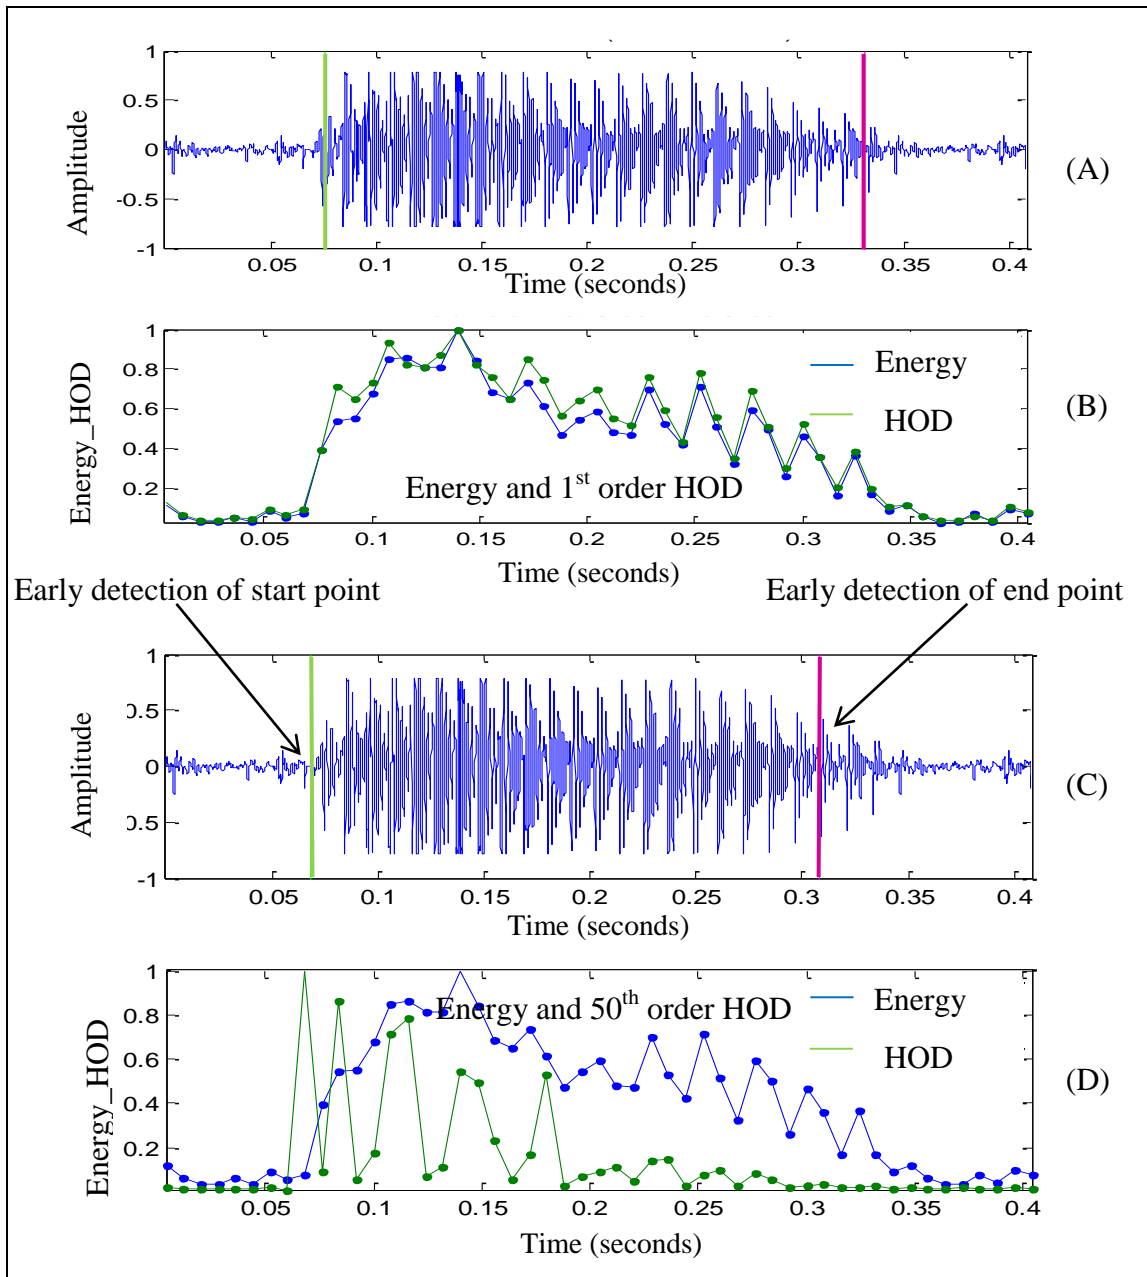 1
0.5
0
-0.5
-1
Amplitude
0.05 0.1 0.15 0.2 0.25 0.3 0.35 0.4
Time (seconds)
(A)
1
0.8
0.6
0.4
0.2
Energy_HOD
Energy
HOD
Energy and 1st order HOD
(B)
0.05 0.1 0.15 0.2 0.25 0.3 0.35 0.4
Time (seconds)
Early detection of start point
Early detection of end point
1
0.5
0
0.5
-1
Amplitude
0.05 0.1 0.15 0.2 0.25 0.3 0.35 0.4
Time (seconds)
(C)
1
0.8
0.6
0.4
0.2
Energy_HOD
Energy and 50th order HOD
Energy
HOD
(D)
0.05 0.1 0.15 0.2 0.25 0.3 0.35 0.4
Time (seconds)